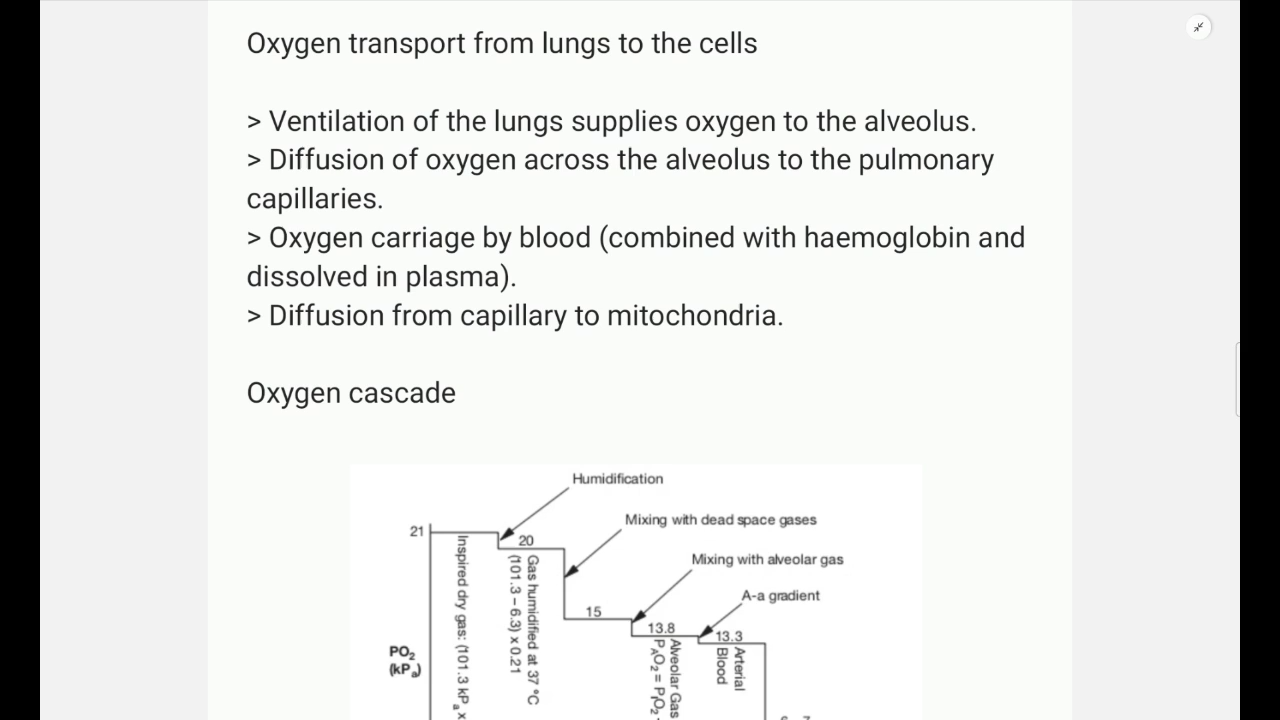 Oxygen transport from lungs to the cells
> Ventilation of the lungs supplies oxygen to the alveolus.
> Diffusion of oxygen across the alveolus to the pulmonary
capillaries.
> Oxygen carriage by blood (combined with haemoglobin and
dissolved in plasma).
> Diffusion from capillary to mitochondria.
Oxygen cascade
Humidification
Mixing with dead space gases
Mixing with alveolar gas
A-a gradient
21
20
15
13.8
13.3
PO₂
(kPₐ)
Inspired dry gas: (101.3 kPₐ x
Gas humidified at 37 °C
(101.3 – 6.3) x 0.21
Alveolar Gas
Arterial
Blood